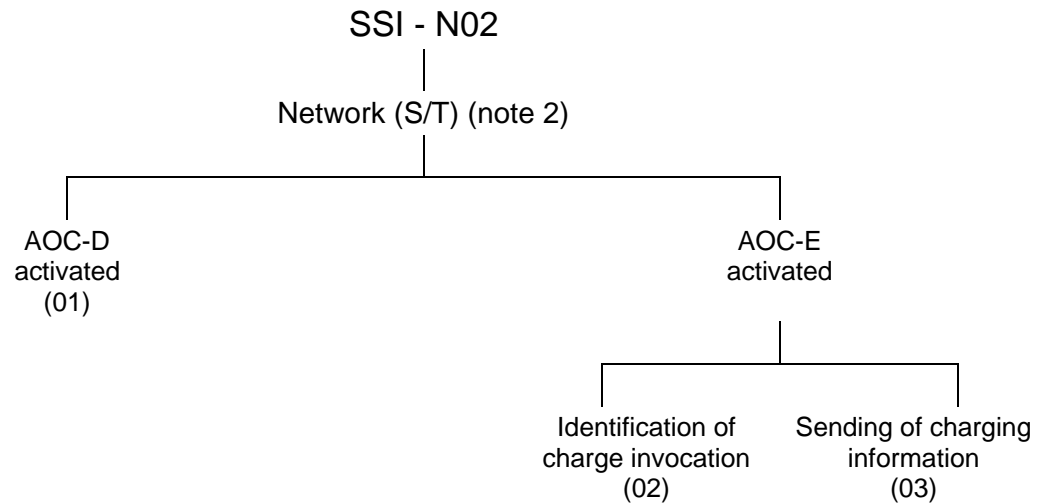 SSI - N02
Network (S/T) (note 2)
AOC-D
activated
(01)
AOC-E
activated
Identification of
charge invocation
(02)
Sending of charging
information
(03)